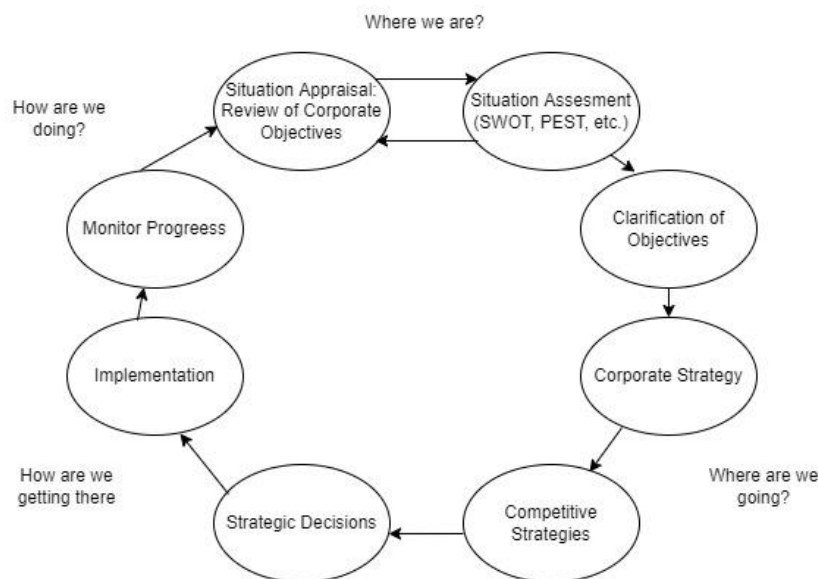 Where we are?
Situation Appraisal:
Review of Corporate
Objectives
Situation Assesment
(SWOT, PEST, etc.)
How are we
doing?
Monitor Progreess
Clarification of
Objectives
Implementation
Corporate Strategy
How are we
getting there
Where are we
going?
Strategic Decisions
Competitive
Strategies